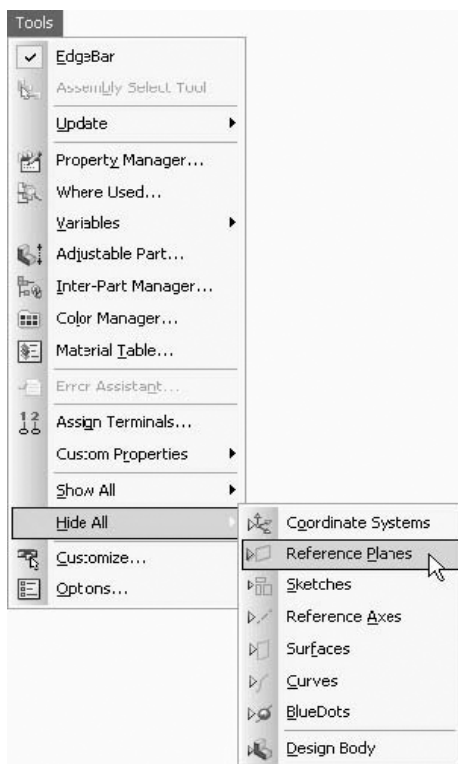 Tools
EdgeBar
Assembly Select Tool
Update
Property Manager...
Where Used...
Variables
Adjustable Part...
Inter-Part Manager...
Color Manager...
Material Table...
Error Assistant...
Assign Terminals...
Custom Properties
Show All
Hide All
Customize...
Options...
Coordinate Systems
Reference Planes
Sketches
Reference Axes
Surfaces
Curves
BlueDots
Design Body